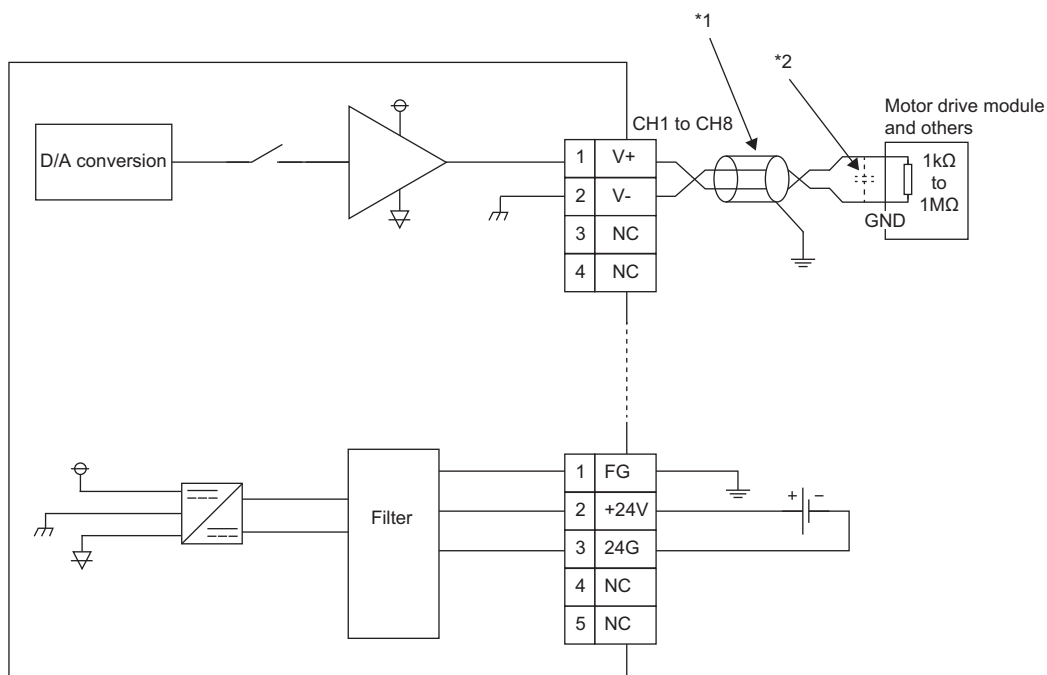 *1
*2
Motor drive module
and others
CH1 to CH8
D/A conversion
1 V+
2 V-
3 NC
4 NC
1kΩ
to
1MΩ
GND
1 FG
2 +24V
3 24G
4 NC
5 NC
Filter
+ −